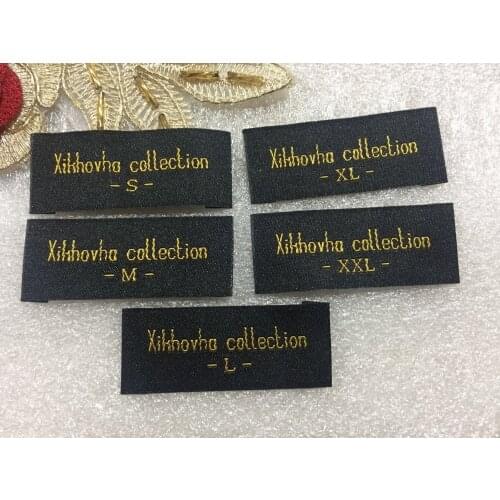 Xikhovha collection
- S -
Xikhovha collection
- XL -
Xikhovha collection
- M -
Xikhovha collection
- XXL -
Xikhovha collection
- L -